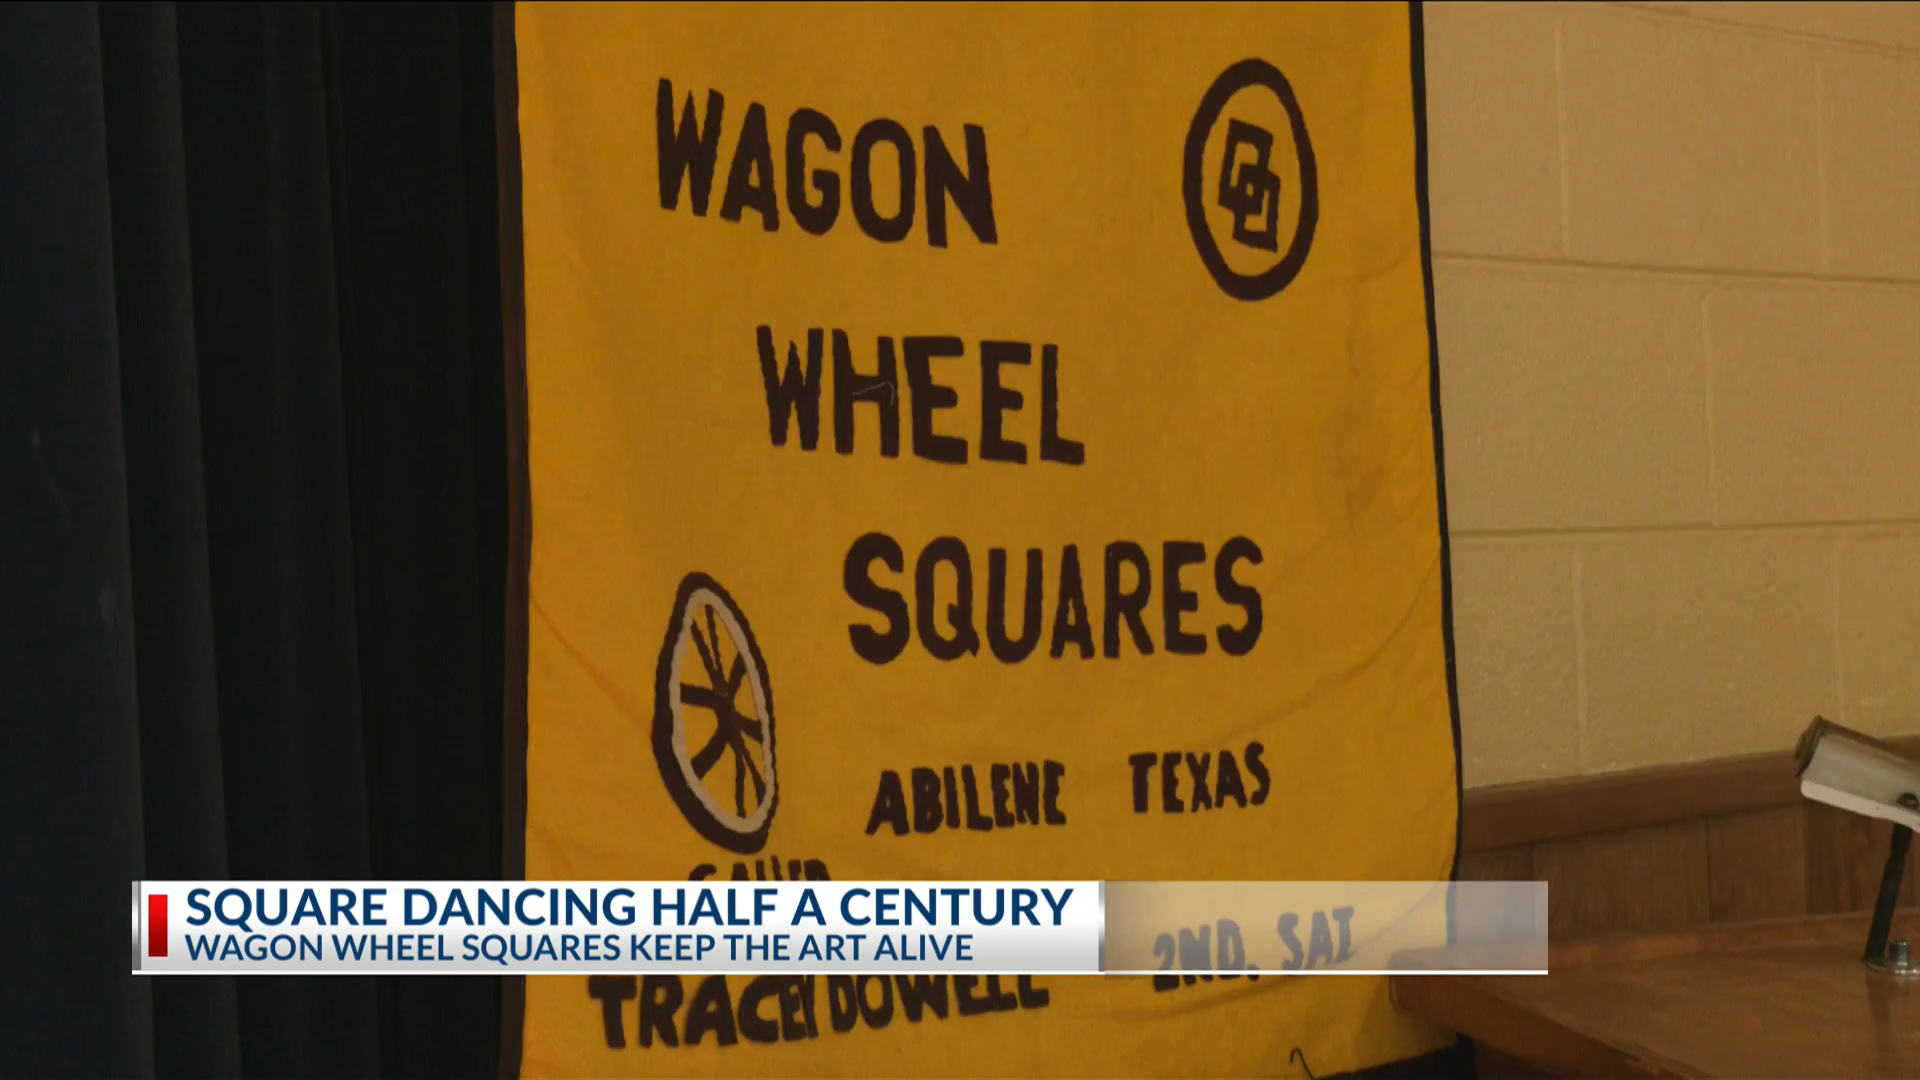 WAGON
WHEEL
SQUARES
ABILENE TEXAS
CALLER
2ND. SAT
TRACEY DOWELL
SQUARE DANCING HALF A CENTURY
WAGON WHEEL SQUARES KEEP THE ART ALIVE